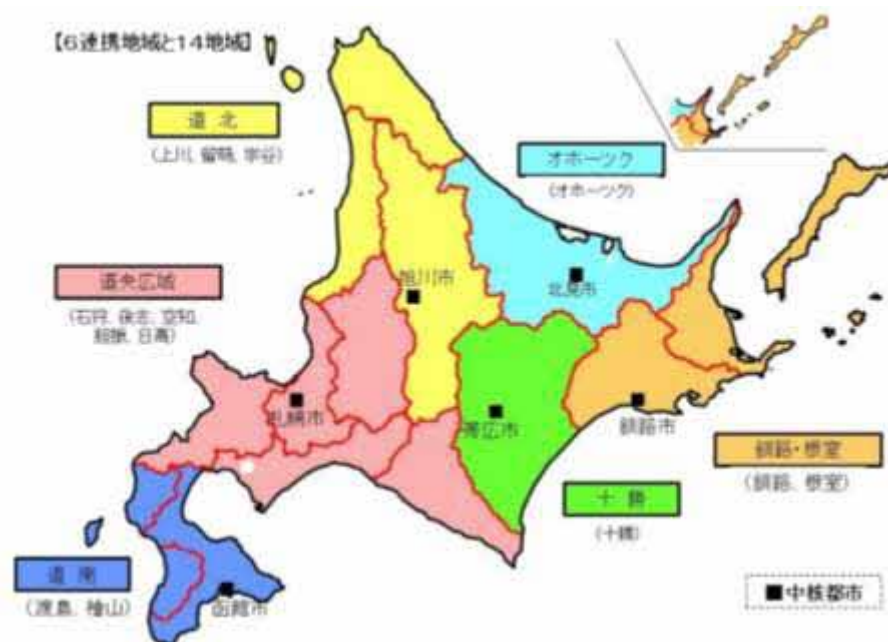 【6連携地域と14地域】
道北
(上川、留萌、宗谷)
オホーツク
(オホーツク)
道央広域
(石狩、後志、空知、
胆振、日高)
旭川市
北見市
札幌市
帯広市
釧路市
釧路・根室
(釧路、根室)
十勝
(十勝)
道南
(渡島、檜山)
函館市
■中核都市